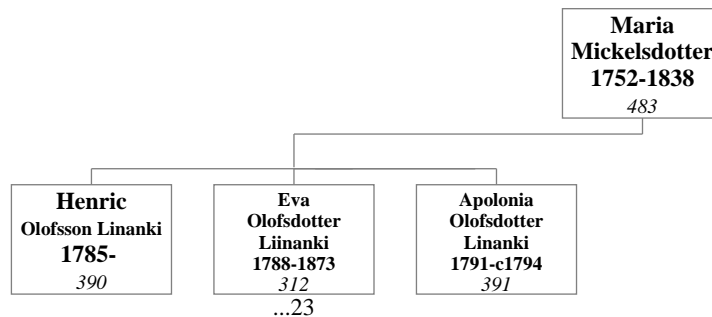 Maria
Mickelsdotter
1752-1838
483
Henric
Olofsson Linanki
1785-
390
Eva
Olofsdotter
Liinanki
1788-1873
312
...23
Apolonia
Olofsdotter
Linanki
1791-c1794
391